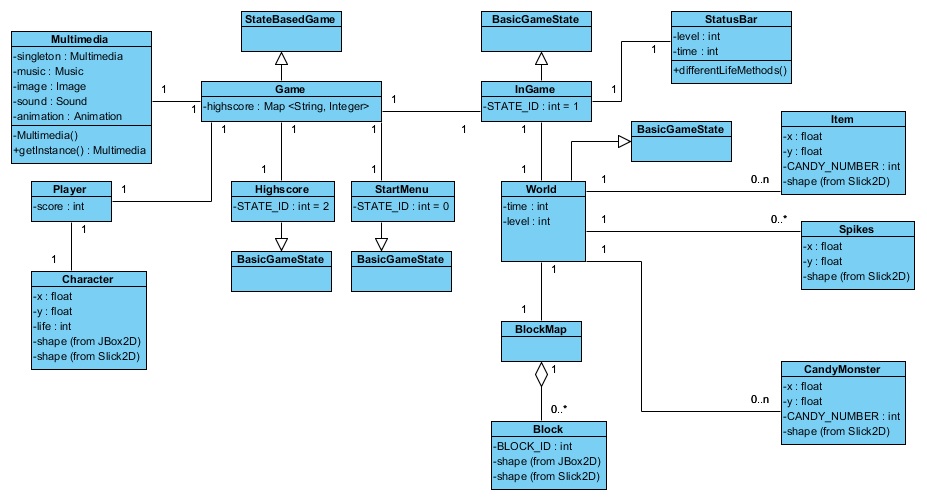 StateBasedGame
BasicGameState
StatusBar
-level : int
-time : int
+differentLifeMethods()
Multimedia
-singleton : Multimedia
-music : Music
-image : Image
-sound : Sound
-animation : Animation
-Multimedia()
+getInstance() : Multimedia
1
1
Game
-highscore : Map <String, Integer>
1
1
1
1
1
InGame
-STATE_ID : int = 1
1
1
1
BasicGameState
Item
-x : float
-y : float
-CANDY_NUMBER : int
-shape (from Slick2D)
Player
-score : int
1
1
Highscore
-STATE_ID : int = 2
1
StartMenu
-STATE_ID : int = 0
1
World
-time : int
-level : int
1
1
0..n
1
0..*
1
1
Spikes
-x : float
-y : float
-shape (from Slick2D)
BasicGameState
BasicGameState
1
Character
-x : float
-y : float
-life : int
-shape (from JBox2D)
-shape (from Slick2D)
1
BlockMap
1
0..*
0..n
CandyMonster
-x : float
-y : float
-CANDY_NUMBER : int
-shape (from Slick2D)
Block
-BLOCK_ID : int
-shape (from JBox2D)
-shape (from Slick2D)